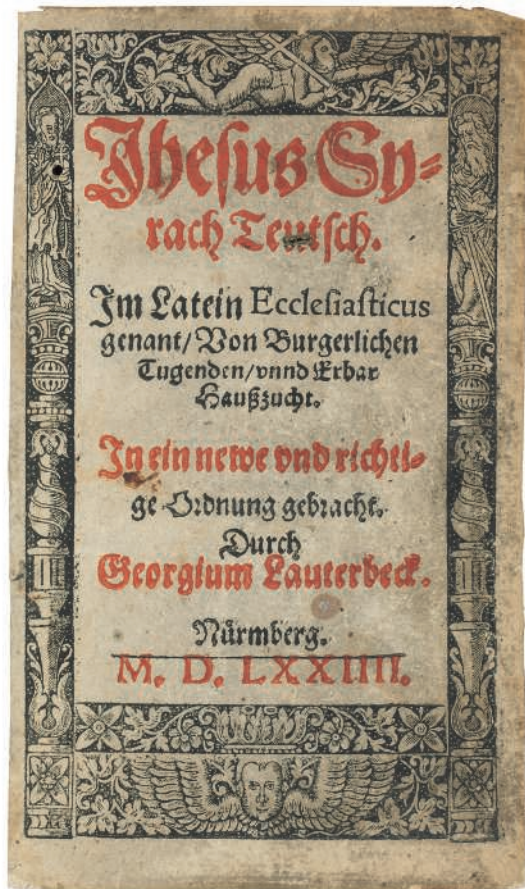 Jhesus Sy=
rach Teutsch.
Im Latein Ecclesiasticus
genant/Von Burgerlichen
Tugenden/vnnd Erbar
Haußzucht.
In ein newe vnd richti=
ge Ordnung gebracht.
Durch
Georgium Lauterbeck.
Nürmberg.
M. D. LXXIIII.